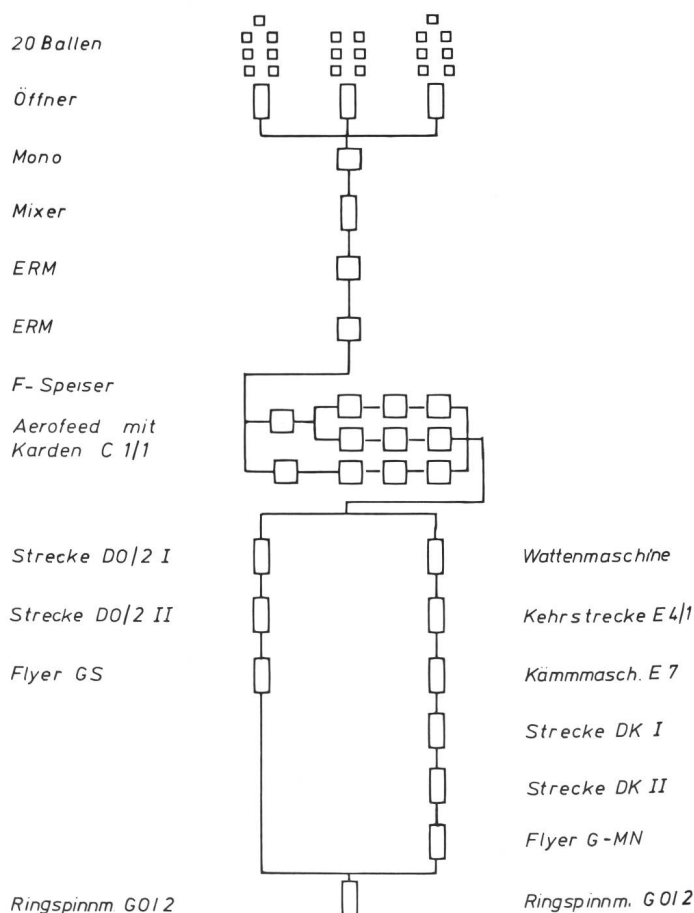 20 Ballen
Öffner
Mono
Mixer
ERM
ERM
F-Speiser
Aerofeed mit
Karden C 1/1
Strecke DO/2 I
Strecke DO/2 II
Flyer GS
Ringspinnm. GO/2
Wattenmaschine
Kehrstrecke E 4/1
Kämmmasch. E 7
Strecke DK I
Strecke DK II
Flyer G-MN
Ringspinnm. GO/2